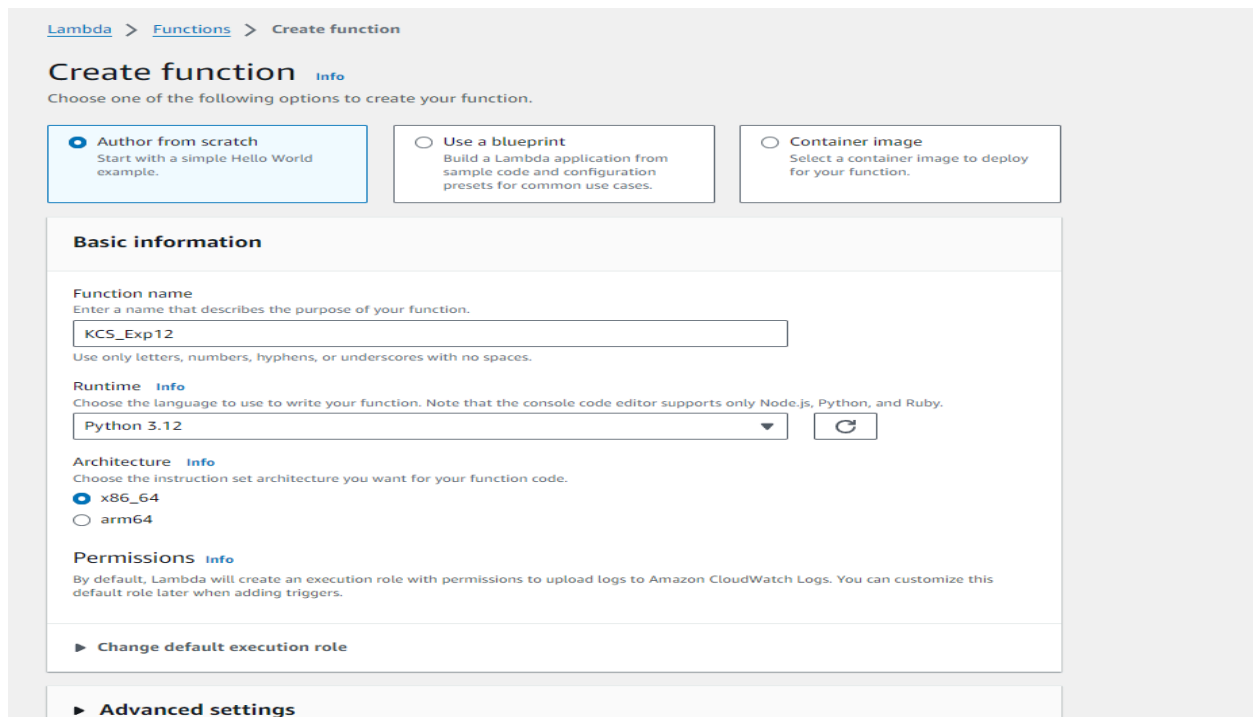 Lambda > Functions > Create function
Create function Info
Choose one of the following options to create your function.
Author from scratch
Start with a simple Hello World
example.
Use a blueprint
Build a Lambda application from
sample code and configuration
presets for common use cases.
Container image
Select a container image to deploy
for your function.
Basic information
Function name
Enter a name that describes the purpose of your function.
KCS_Exp12
Use only letters, numbers, hyphens, or underscores with no spaces.
Runtime Info
Choose the language to use to write your function. Note that the console code editor supports only Node.js, Python, and Ruby.
Python 3.12
Architecture Info
Choose the instruction set architecture you want for your function code.
x86_64
arm64
Permissions Info
By default, Lambda will create an execution role with permissions to upload logs to Amazon CloudWatch Logs. You can customize this
default role later when adding triggers.
Change default execution role
Advanced settings